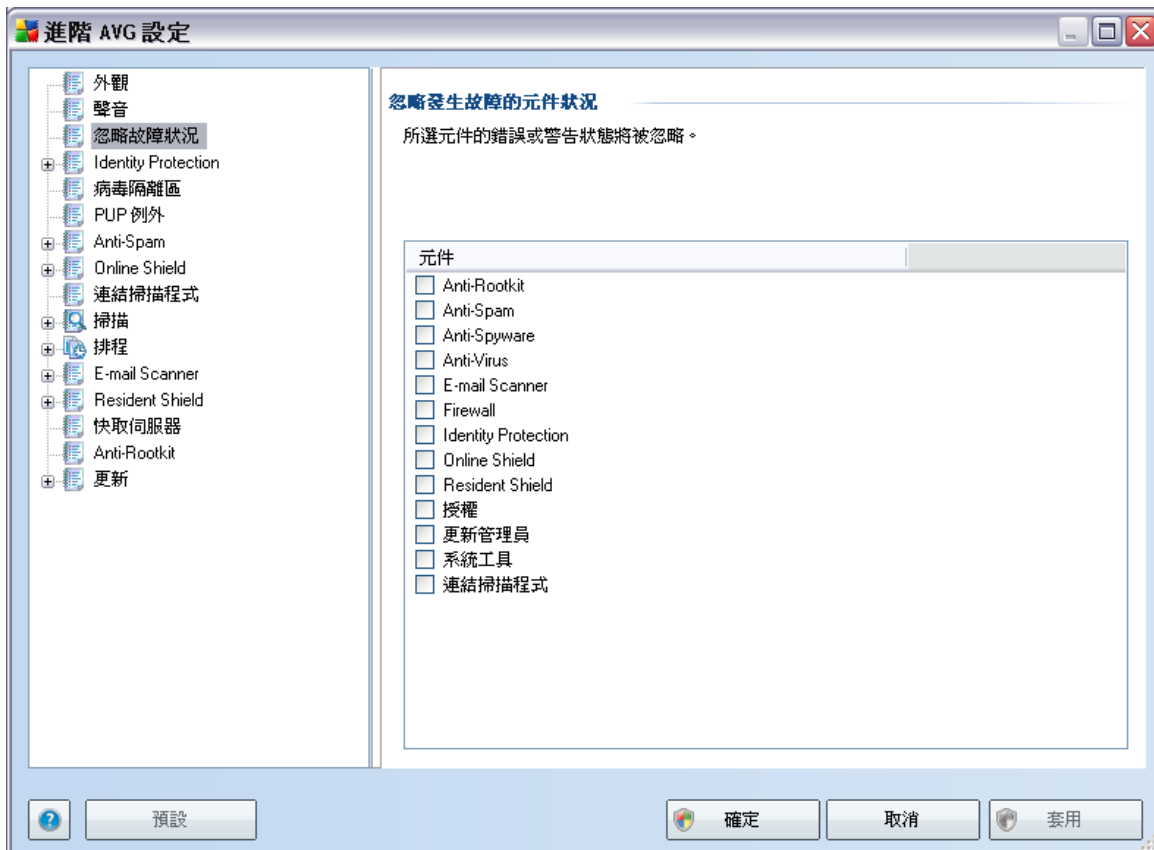 進階 AVG 設定
外觀
聲音
忽略故障狀況
Identity Protection
病毒隔離區
PUP 例外
Anti-Spam
Online Shield
連結掃描程式
掃描
排程
E-mail Scanner
Resident Shield
快取伺服器
Anti-Rootkit
更新
忽略發生故障的元件狀況
所選元件的錯誤或警告狀態將被忽略。
元件
Anti-Rootkit
Anti-Spam
Anti-Spyware
Anti-Virus
E-mail Scanner
Firewall
Identity Protection
Online Shield
Resident Shield
授權
更新管理員
系統工具
連結掃描程式
預設
確定
取消
套用